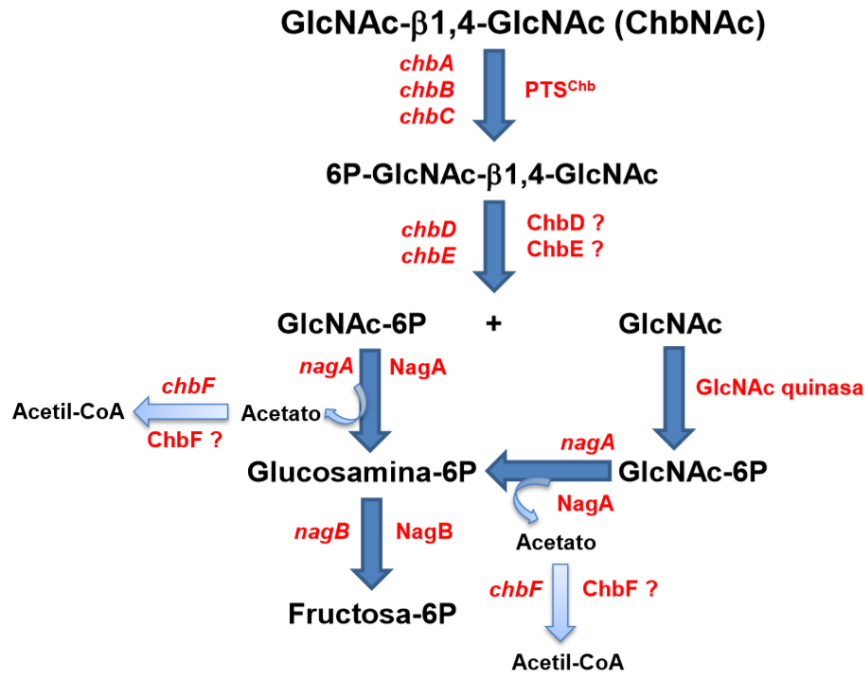 GlcNAc-β1,4-GlcNAc (ChbNAc)
chbA
chbB
chbC
PTSChb
6P-GlcNAc-β1,4-GlcNAc
chbD
chbE
ChbD ?
ChbE ?
GlcNAc-6P + GlcNAc
nagA NagA
GlcNAc quinasa
chbF
Acetil-CoA
Acetato
ChbF ?
nagA
Glucosamina-6P
GlcNAc-6P
NagA
nagB NagB
Acetato
chbF ChbF ?
Fructosa-6P
Acetil-CoA